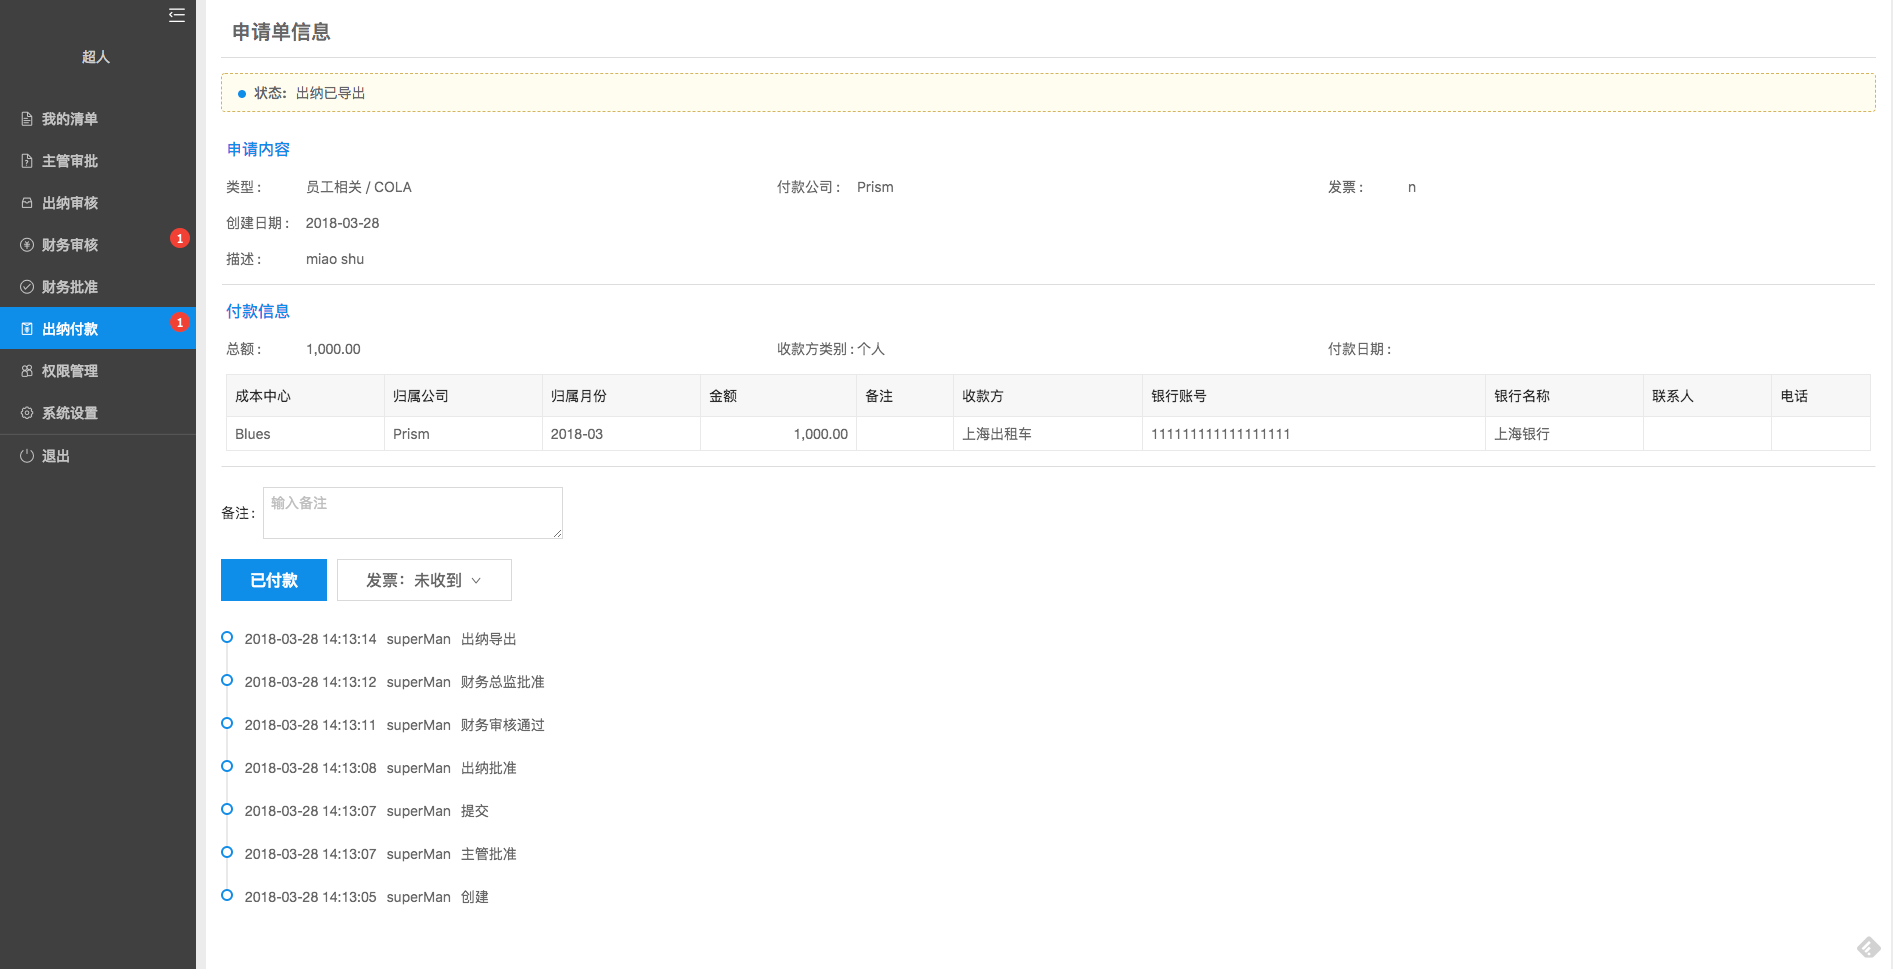 超人
我的清单
主管审批
出纳审核
财务审核 1
财务批准
出纳付款 1
权限管理
系统设置
退出
申请单信息
状态: 出纳已导出
申请内容
类型: 员工相关 / COLA 付款公司: Prism 发票: n
创建日期: 2018-03-28
描述: miao shu
付款信息
总额: 1,000.00 收款方类别: 个人 付款日期:
成本中心 归属公司 归属月份 金额 备注 收款方 银行账号 银行名称 联系人 电话
Blues Prism 2018-03 1,000.00 上海出租车 111111111111111111 上海银行
备注: 输入备注
已付款 发票: 未收到
2018-03-28 14:13:14 superMan 出纳导出
2018-03-28 14:13:12 superMan 财务总监批准
2018-03-28 14:13:11 superMan 财务审核通过
2018-03-28 14:13:08 superMan 出纳批准
2018-03-28 14:13:07 superMan 提交
2018-03-28 14:13:07 superMan 主管批准
2018-03-28 14:13:05 superMan 创建